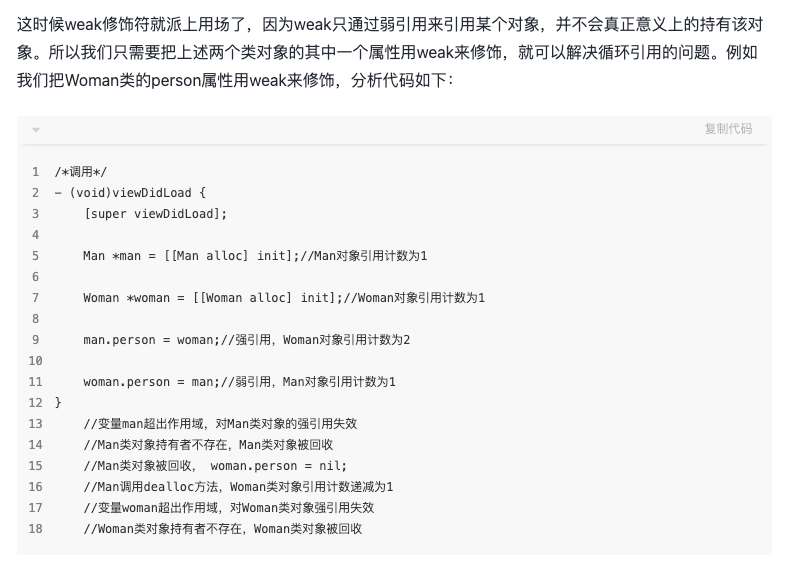 这时候weak修饰符就派上用场了，因为weak只通过弱引用来引用某个对象，并不会真正意义上的持有该对
象。所以我们只需要把上述两个类对象的其中一个属性用weak来修饰，就可以解决循环引用的问题。例如
我们把Woman类的person属性用weak来修饰，分析代码如下：
复制代码
1 /*调用*/
2 - (void)viewDidLoad {
3     [super viewDidLoad];
4
5     Man *man = [[Man alloc] init];//Man对象引用计数为1
6
7     Woman *woman = [[Woman alloc] init];//Woman对象引用计数为1
8
9     man.person = woman;//强引用，Woman对象引用计数为2
10
11     woman.person = man;//弱引用，Man对象引用计数为1
12 }
13     //变量man超出作用域，对Man类对象的强引用失效
14     //Man类对象持有者不存在，Man类对象被回收
15     //Man类对象被回收， woman.person = nil;
16     //Man调用dealloc方法，Woman类对象引用计数递减为1
17     //变量woman超出作用域，对Woman类对象强引用失效
18     //Woman类对象持有者不存在，Woman类对象被回收